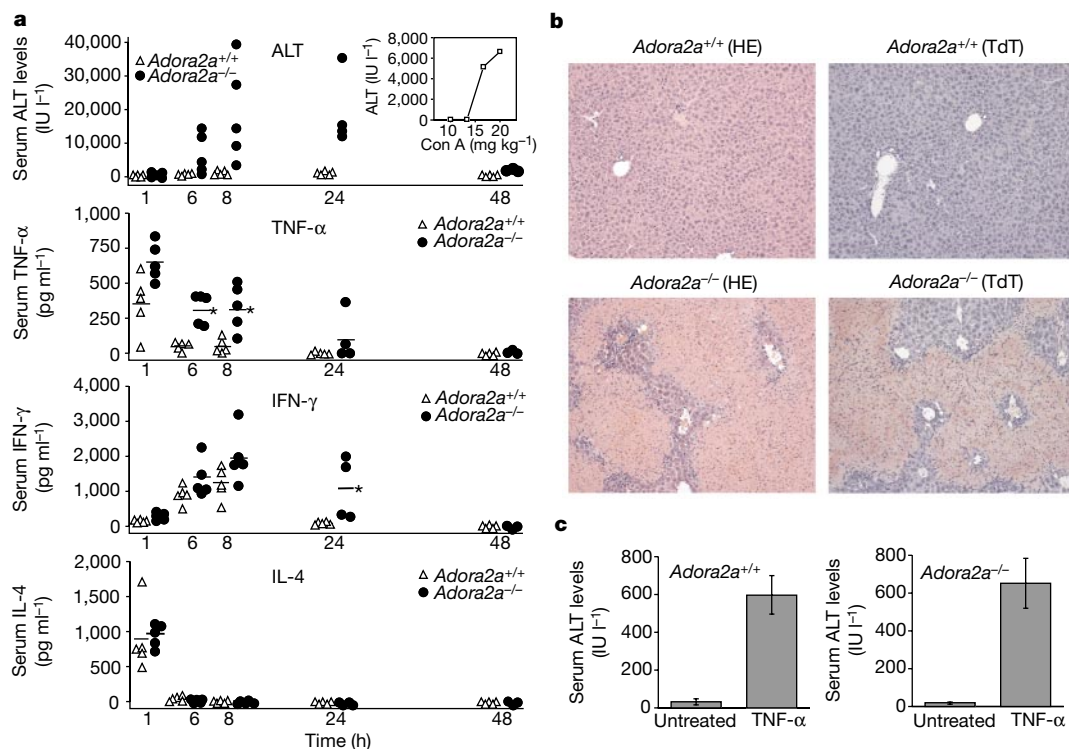 a
Serum ALT levels
(IU l⁻¹)
40,000
30,000
20,000
10,000
0
Adora2a⁺/⁺
Adora2a⁻/⁻
ALT
ALT (IU l⁻¹)
8,000
6,000
4,000
2,000
0
10 15 20
Con A (mg kg⁻¹)
1 6 8 24 48
Serum TNF-α
(pg ml⁻¹)
1,000
750
500
250
0
TNF-α
Adora2a⁺/⁺
Adora2a⁻/⁻
*
*
1 6 8 24 48
Serum IFN-γ
(pg ml⁻¹)
4,000
3,000
2,000
1,000
0
IFN-γ
Adora2a⁺/⁺
Adora2a⁻/⁻
*
1 6 8 24 48
Serum IL-4
(pg ml⁻¹)
2,000
1,500
1,000
500
0
IL-4
Adora2a⁺/⁺
Adora2a⁻/⁻
1 6 8 24 48
Time (h)
b
Adora2a⁺/⁺ (HE)
Adora2a⁺/⁺ (TdT)
Adora2a⁻/⁻ (HE)
Adora2a⁻/⁻ (TdT)
c
Serum ALT levels
(IU l⁻¹)
800
600
400
200
0
Adora2a⁺/⁺
Untreated TNF-α
Serum ALT levels
(IU l⁻¹)
800
600
400
200
0
Adora2a⁻/⁻
Untreated TNF-α